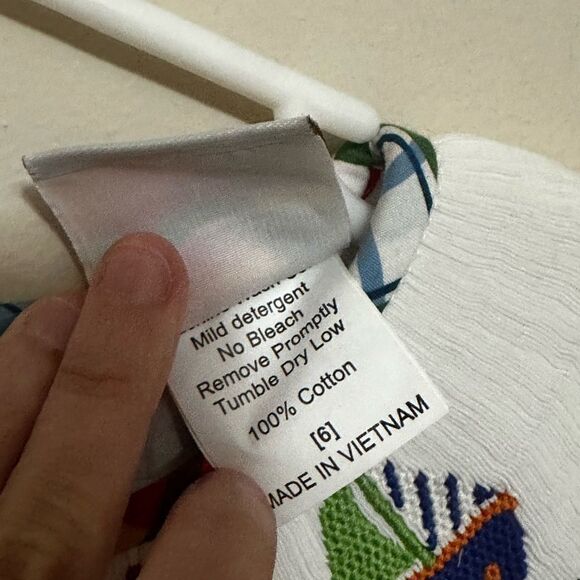 Mild detergent
No Bleach
Remove Promptly
Tumble Dry Low
100% Cotton
[6]
MADE IN VIETNAM